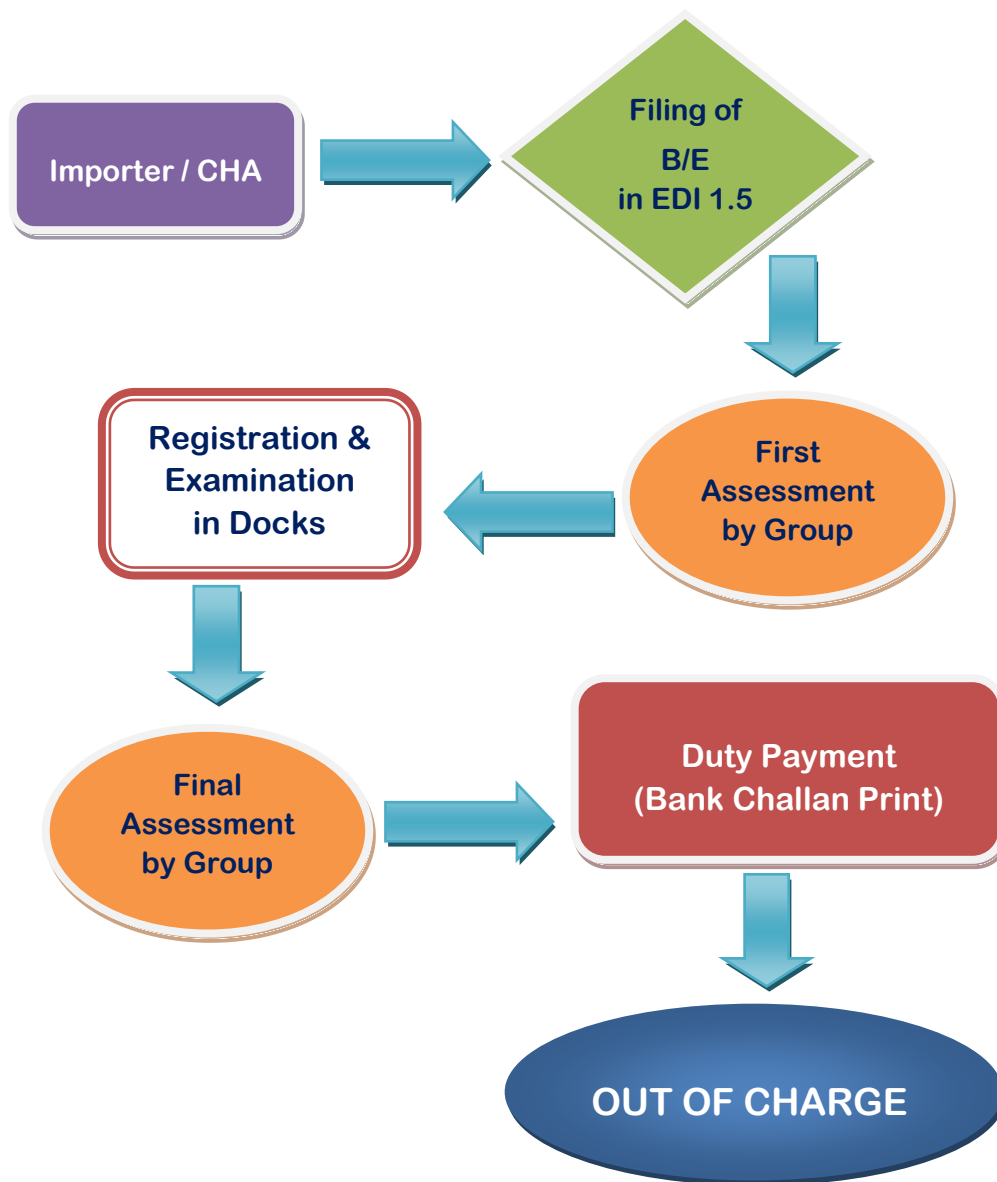 Importer / CHA
Filing of
B/E
in EDI 1.5
First
Assessment
by Group
Registration &
Examination
in Docks
Final
Assessment
by Group
Duty Payment
(Bank Challan Print)
OUT OF CHARGE